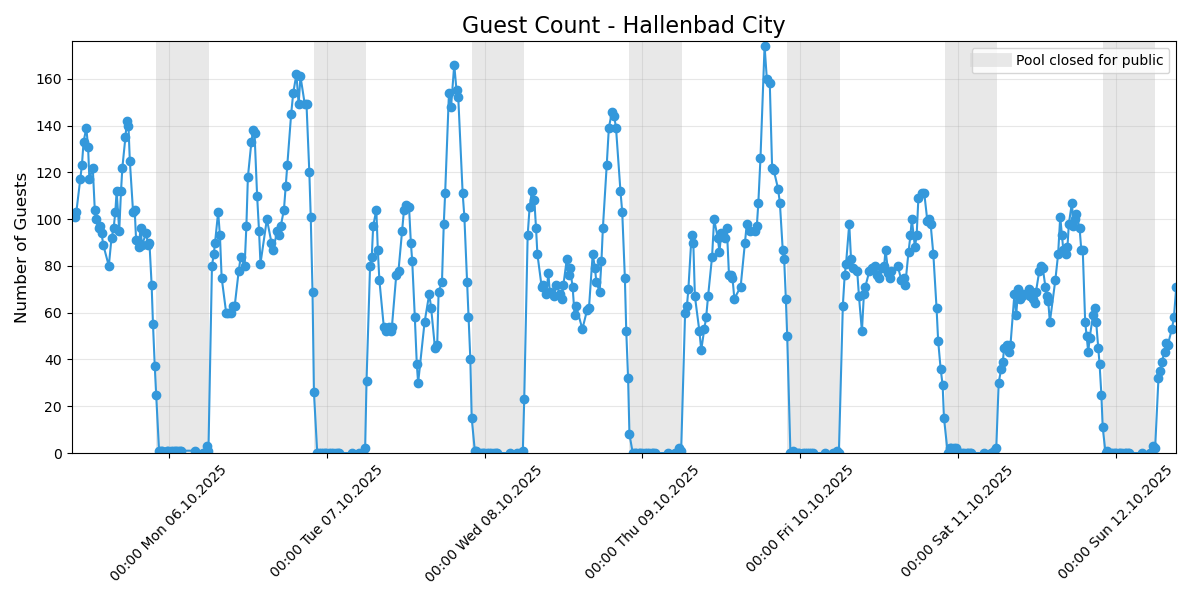 Guest Count - Hallenbad City
Pool closed for public
Number of Guests
160
140
120
100
80
60
40
20
0
00:00 Mon 06.10.2025
00:00 Tue 07.10.2025
00:00 Wed 08.10.2025
00:00 Thu 09.10.2025
00:00 Fri 10.10.2025
00:00 Sat 11.10.2025
00:00 Sun 12.10.2025